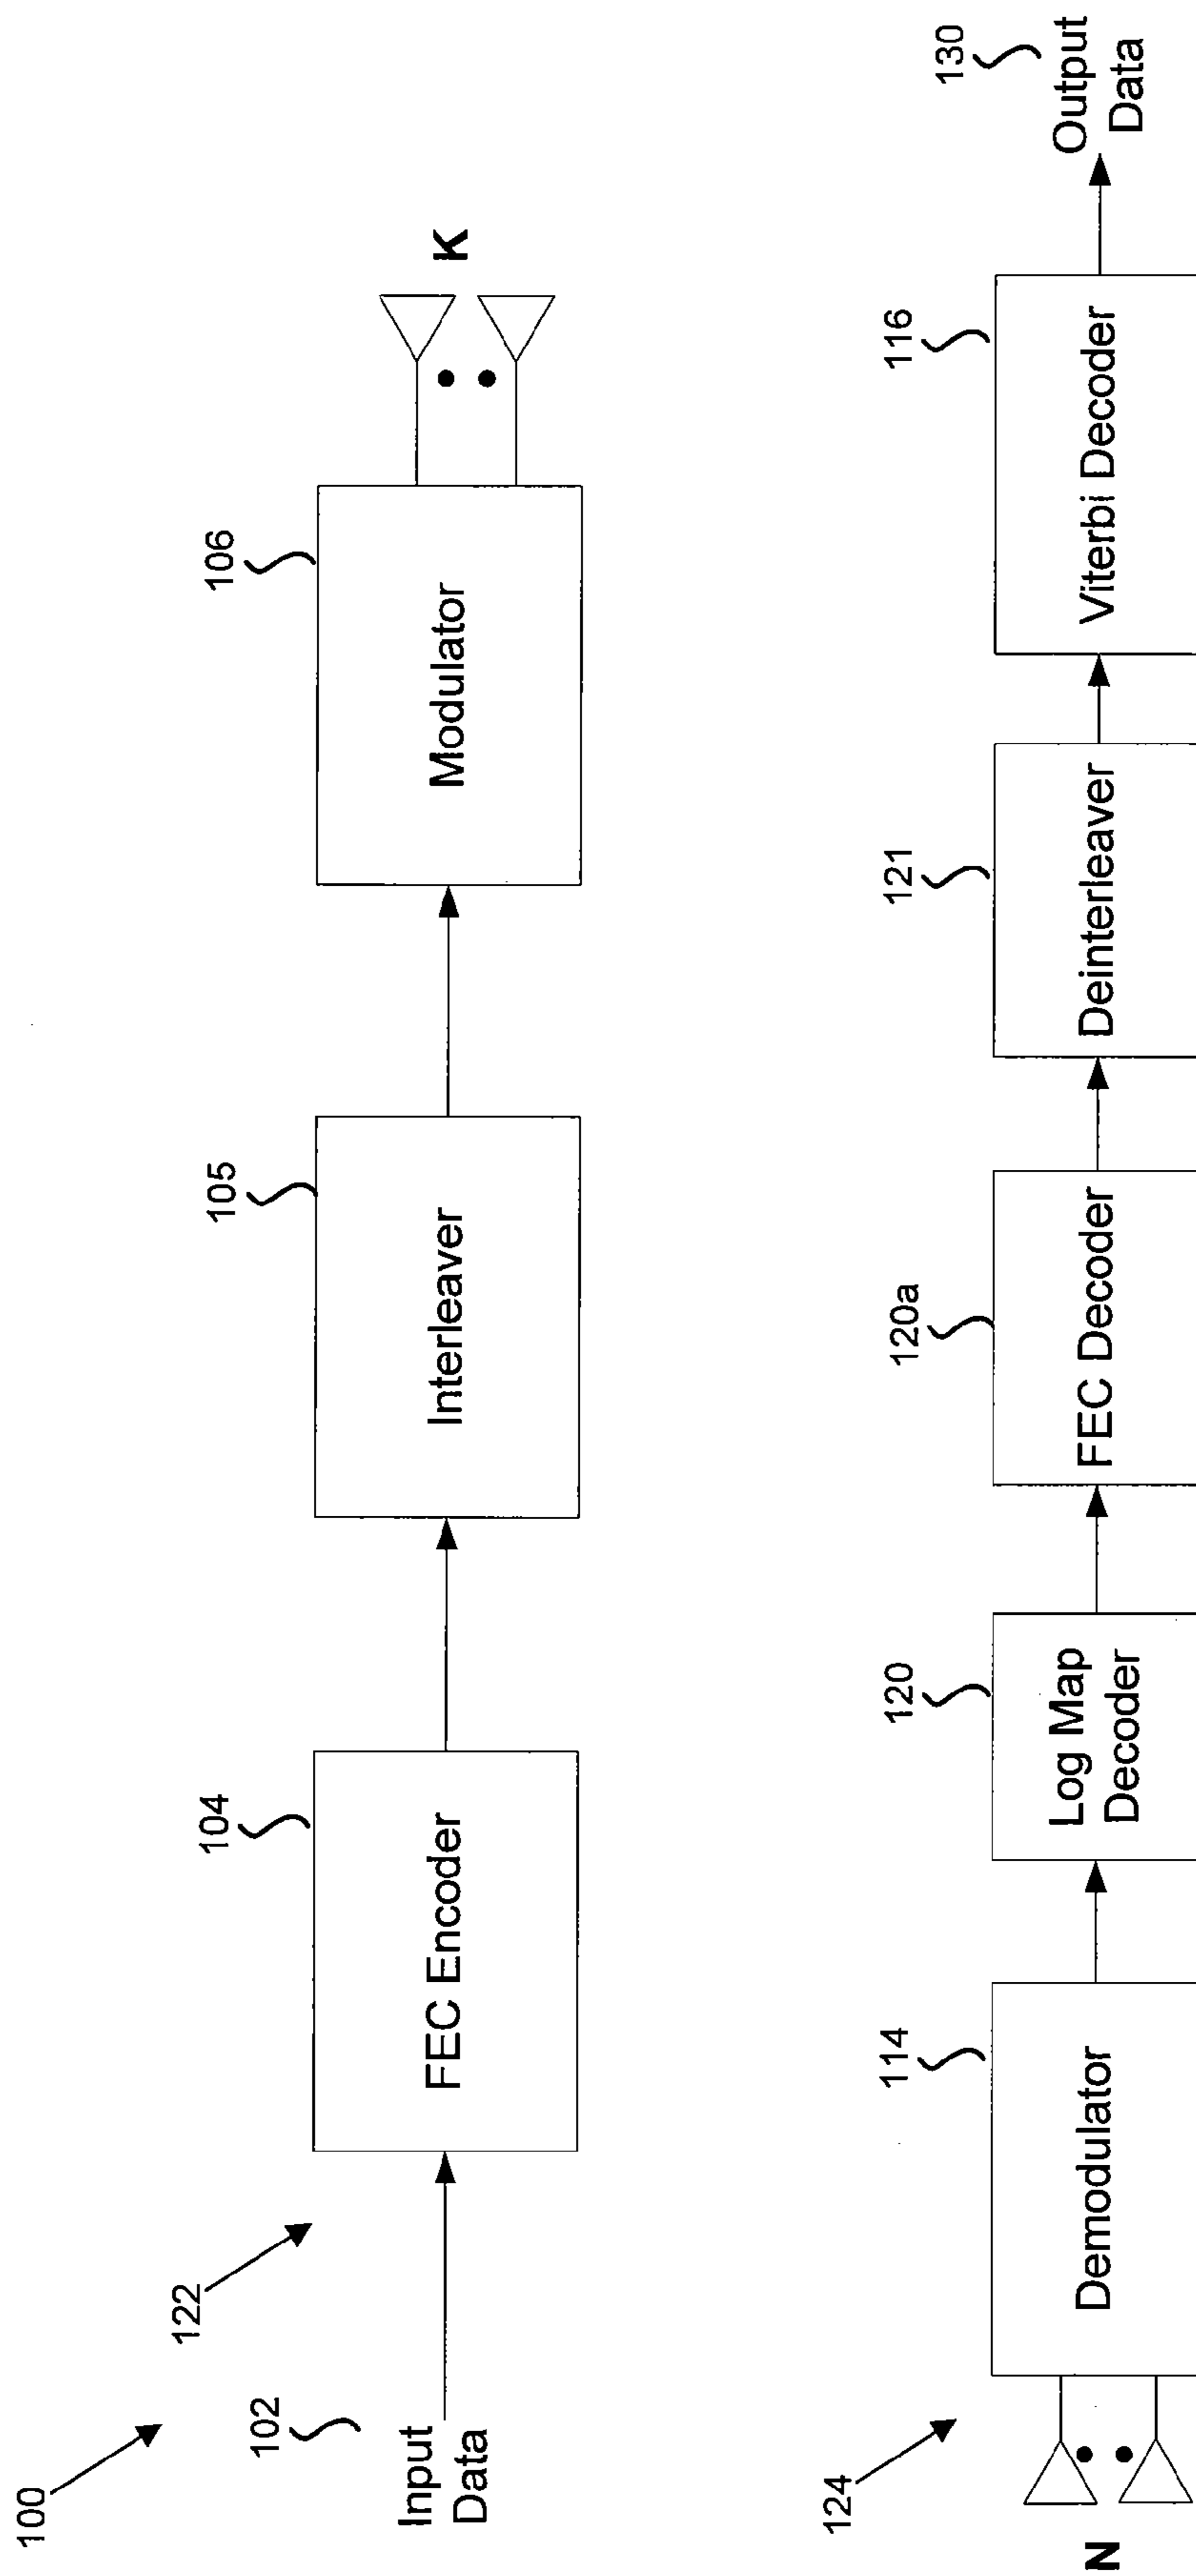 100
122
102
Input
Data
104
FEC Encoder
105
Interleaver
106
Modulator
K
124
N
114
Demodulator
120
Log Map
Decoder
120a
FEC Decoder
121
Deinterleaver
116
Viterbi Decoder
130
Output
Data